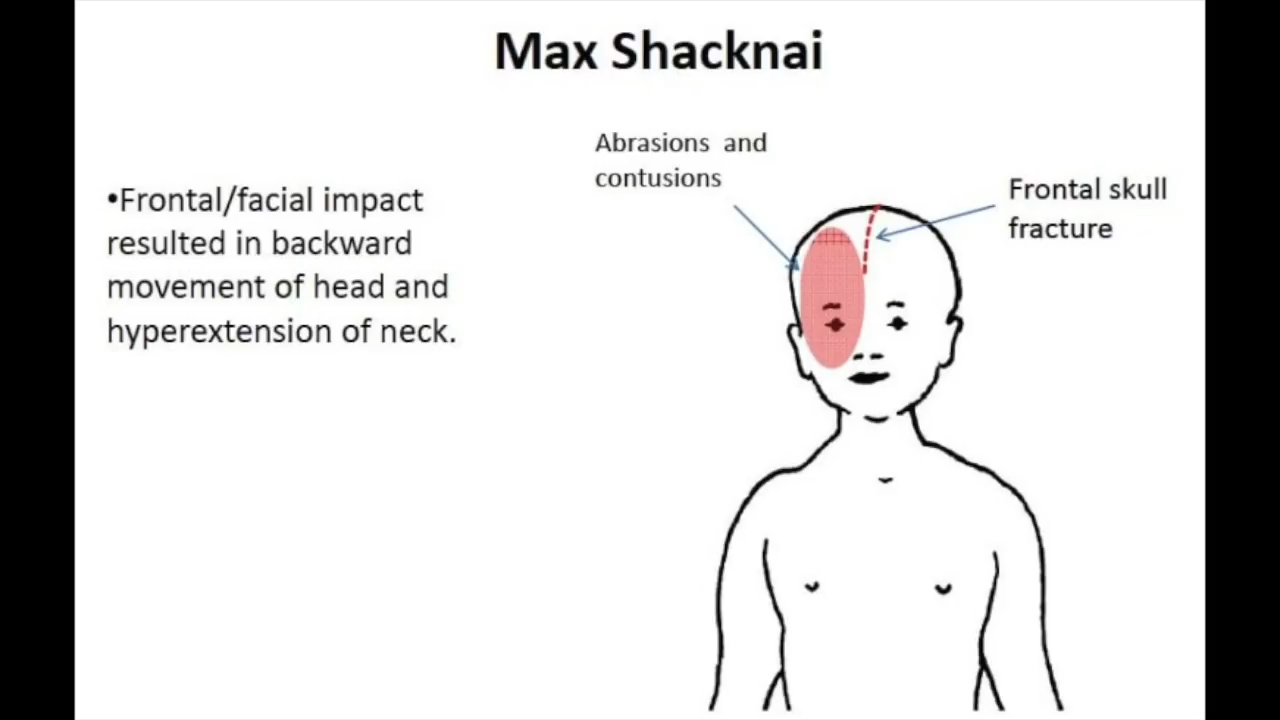 Max Shacknai
Abrasions and
contusions
Frontal skull
fracture
•Frontal/facial impact
resulted in backward
movement of head and
hyperextension of neck.